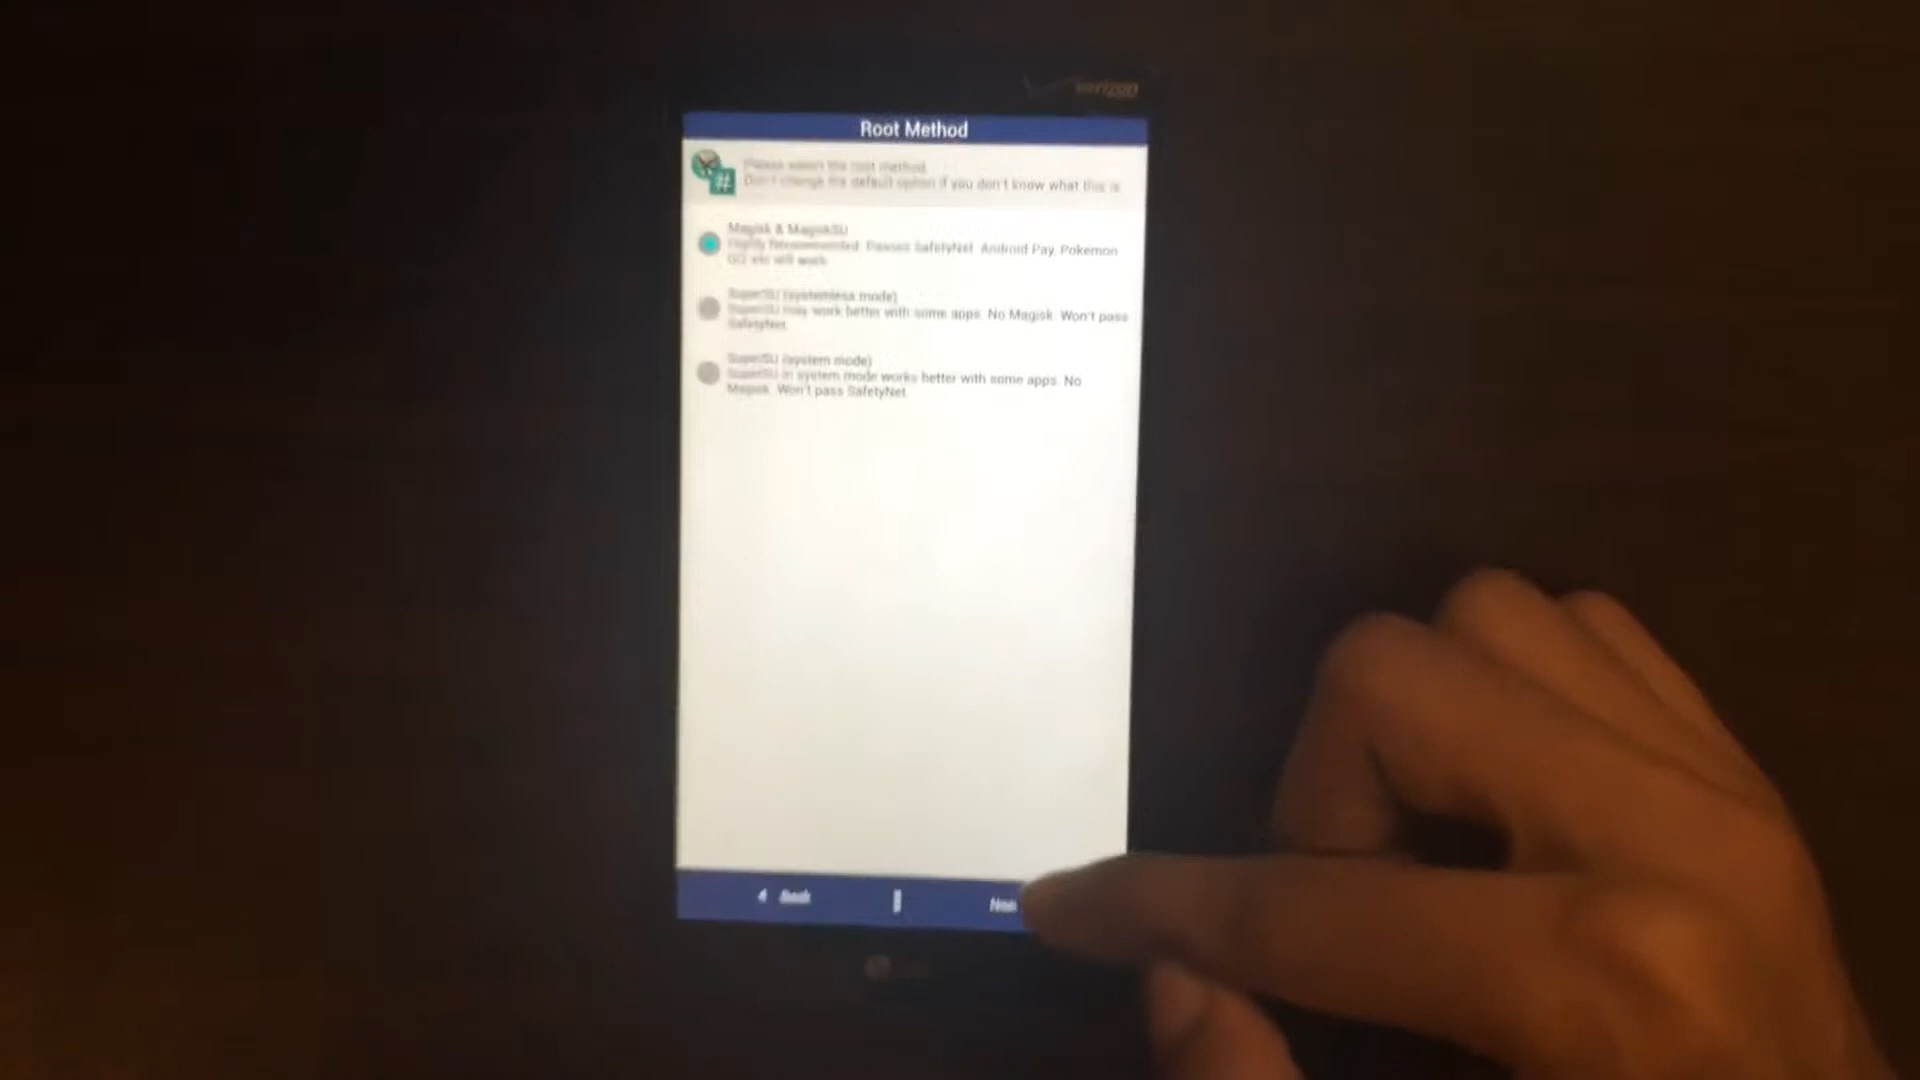 verizon
Root Method
Please select the root method.
Don't change the default option if you don't know what this is
Magisk & MagiskSU
Highly Recommended. Passes SafetyNet. Android Pay, Pokemon
GO etc will work
SuperSU (systemless mode)
SuperSU may work better with some apps. No Magisk. Won't pass
SafetyNet.
SuperSU (system mode)
SuperSU in system mode works better with some apps. No
Magisk. Won't pass SafetyNet.
Back